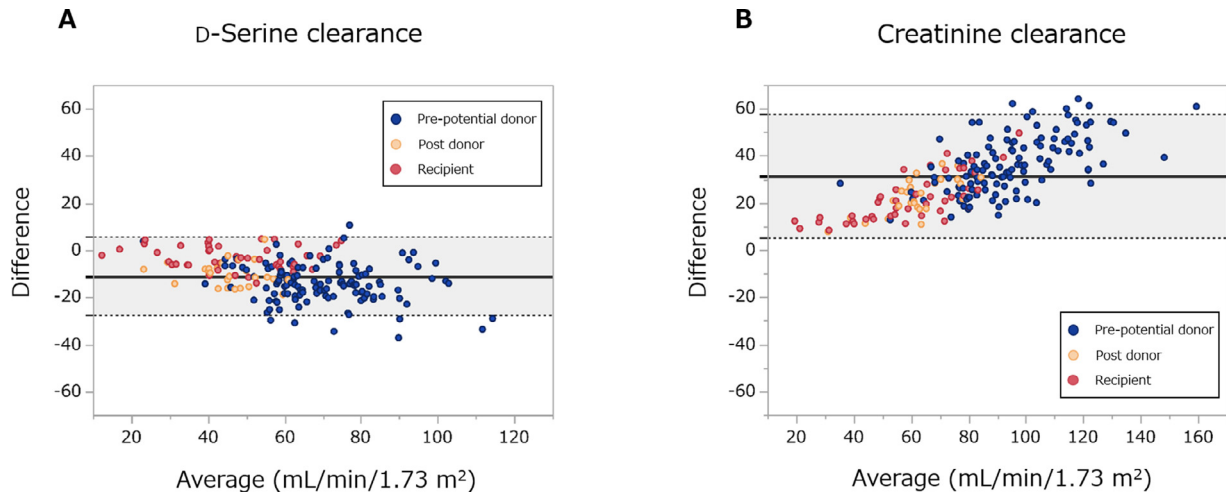 A
D-Serine clearance
60
40
20
0
-20
-40
-60
Difference
Pre-potential donor
Post donor
Recipient
20 40 60 80 100 120
Average (mL/min/1.73 m²)
B
Creatinine clearance
60
40
20
0
-20
-40
-60
Difference
Pre-potential donor
Post donor
Recipient
20 40 60 80 100 120 140 160
Average (mL/min/1.73 m²)